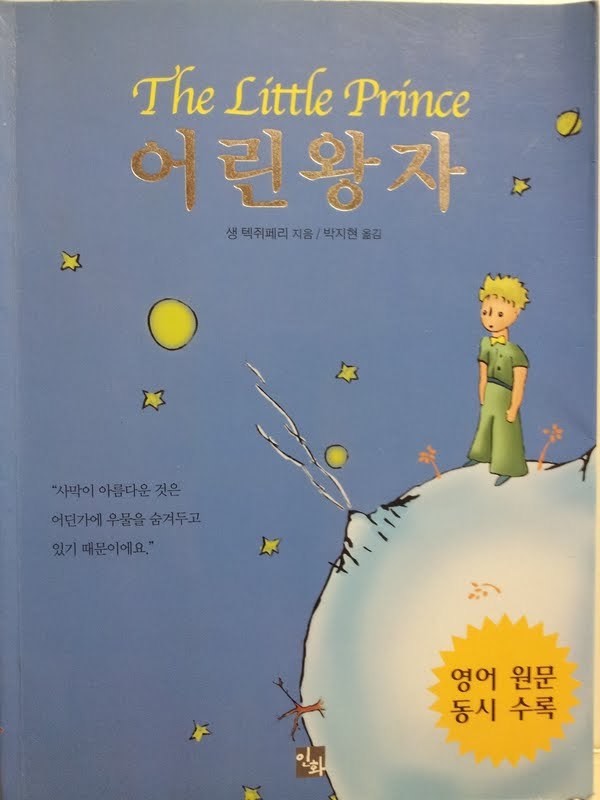 The Little Prince
어린왕자
생 텍쥐페리 지음 / 박지현 옮김
“사막이 아름다운 것은
어딘가에 우물을 숨겨두고
있기 때문이에요.”
영어 원문
동시 수록
인화